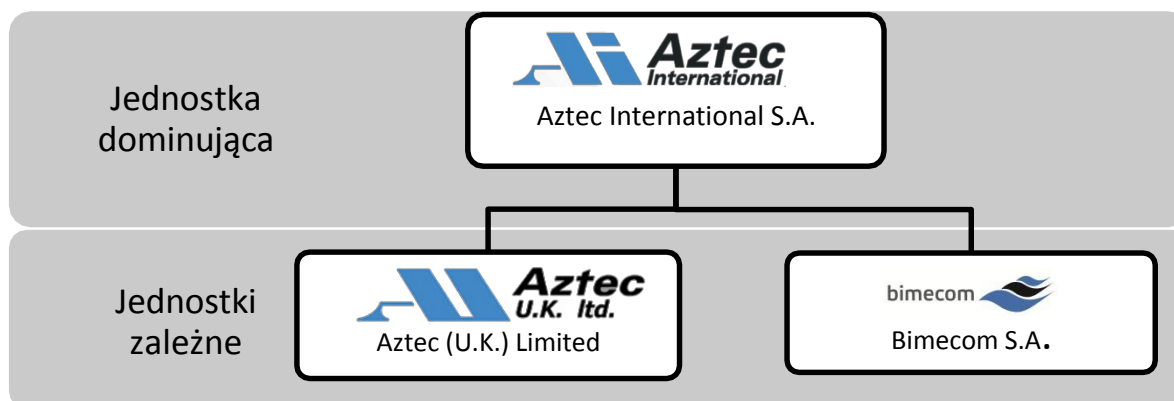 Jednostka
dominująca
Aztec
International
Aztec International S.A.
Jednostki
zależne
Aztec
U.K. ltd.
Aztec (U.K.) Limited
bimecom
Bimecom S.A.